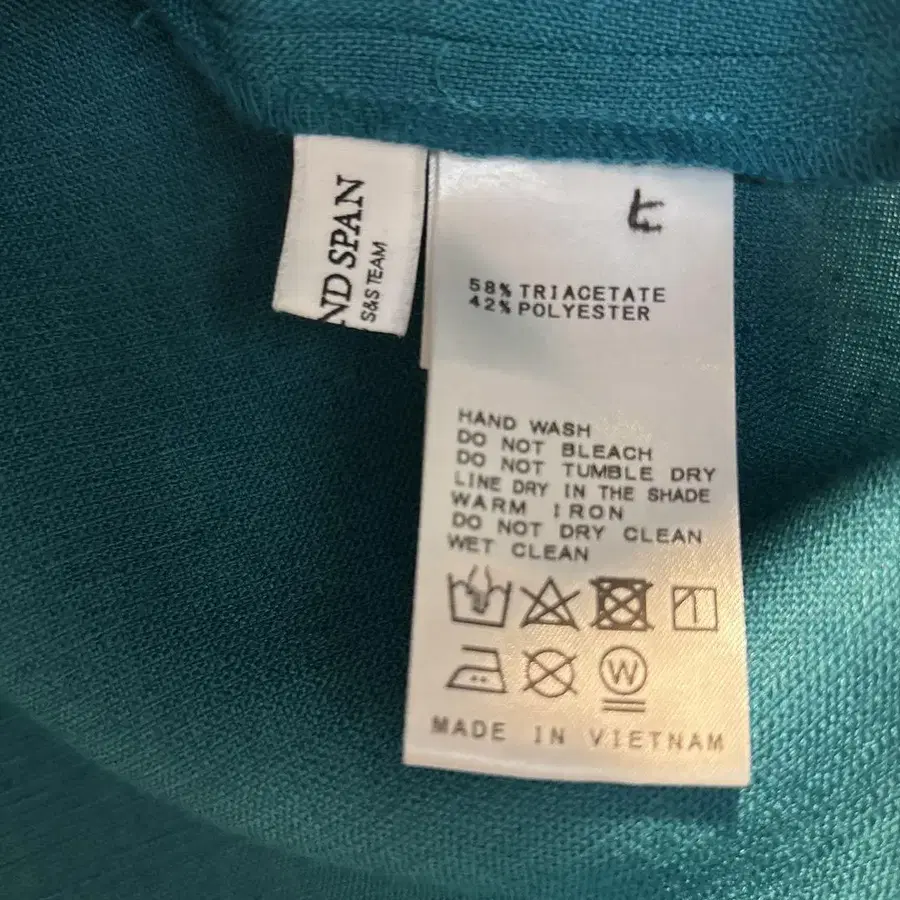 ND SPAN
S&S TEAM
58% TRIACETATE
42% POLYESTER
HAND WASH
DO NOT BLEACH
DO NOT TUMBLE DRY
LINE DRY IN THE SHADE
WARM IRON
DO NOT DRY CLEAN
WET CLEAN
W
MADE IN VIETNAM